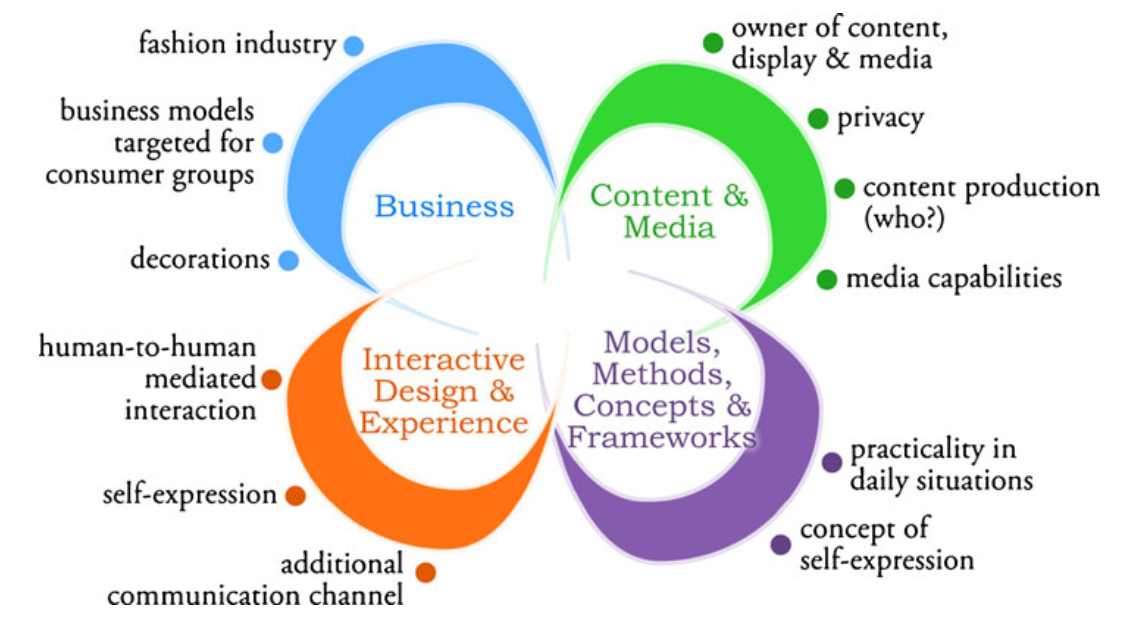 fashion industry
business models
targeted for
consumer groups
decorations
Business
owner of content,
display & media
privacy
content production
(who?)
media capabilities
Content &
Media
human-to-human
mediated
interaction
self-expression
additional
communication channel
Interactive
Design &
Experience
Models,
Methods,
Concepts &
Frameworks
practicality in
daily situations
concept of
self-expression